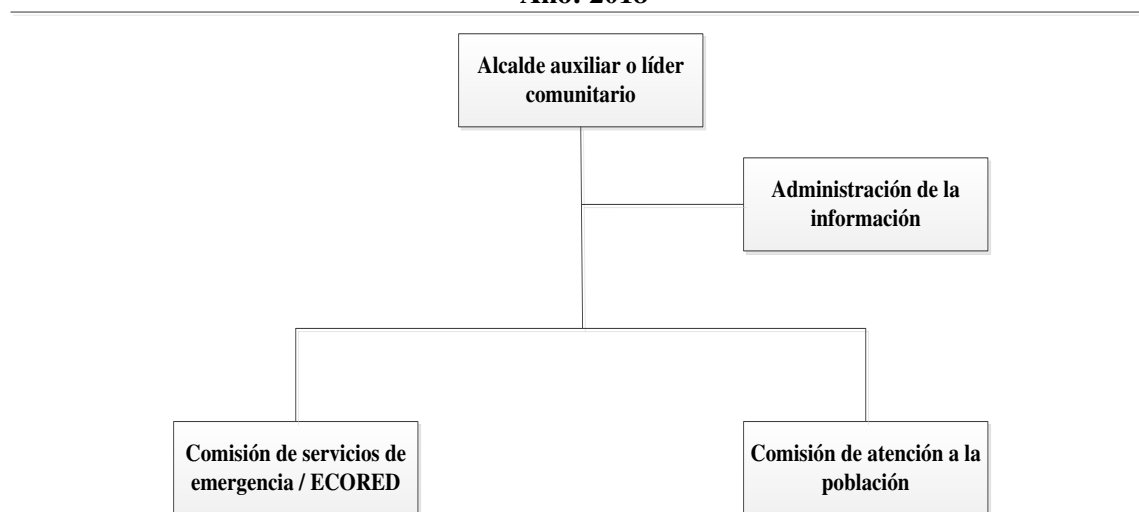 Alcalde auxiliar o líder
comunitario
Administración de la
información
Comisión de servicios de
emergencia / ECORED
Comisión de atención a la
población